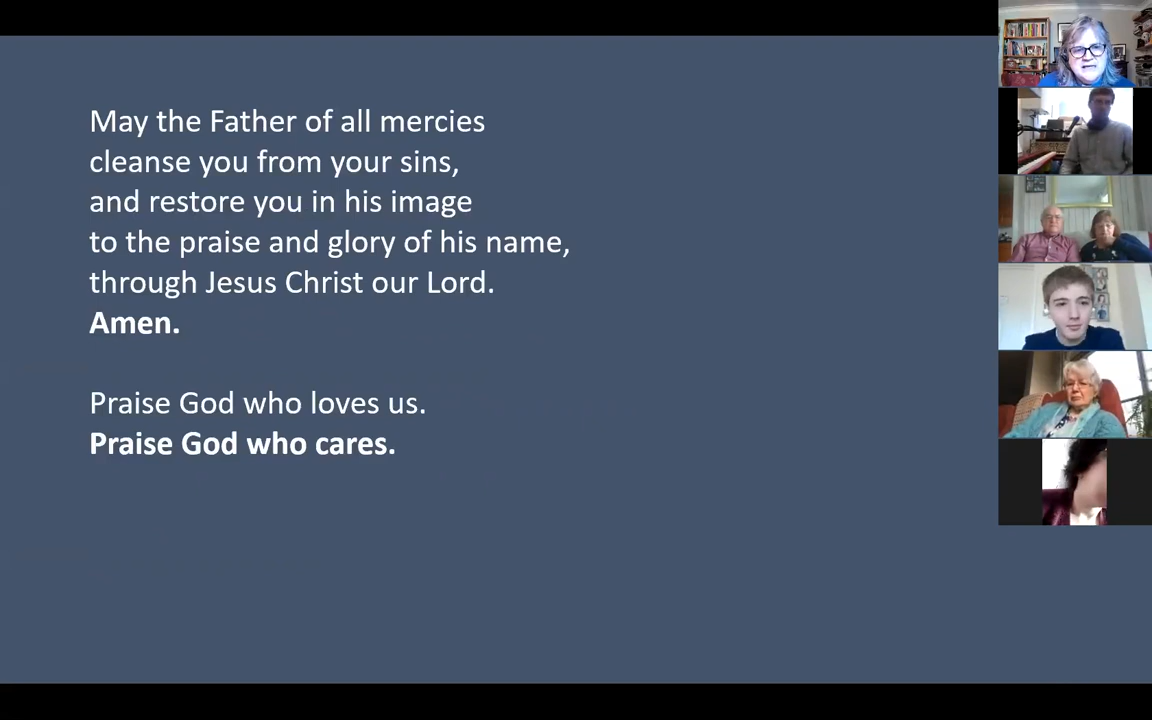 May the Father of all mercies
cleanse you from your sins,
and restore you in his image
to the praise and glory of his name,
through Jesus Christ our Lord.
Amen.
Praise God who loves us.
Praise God who cares.